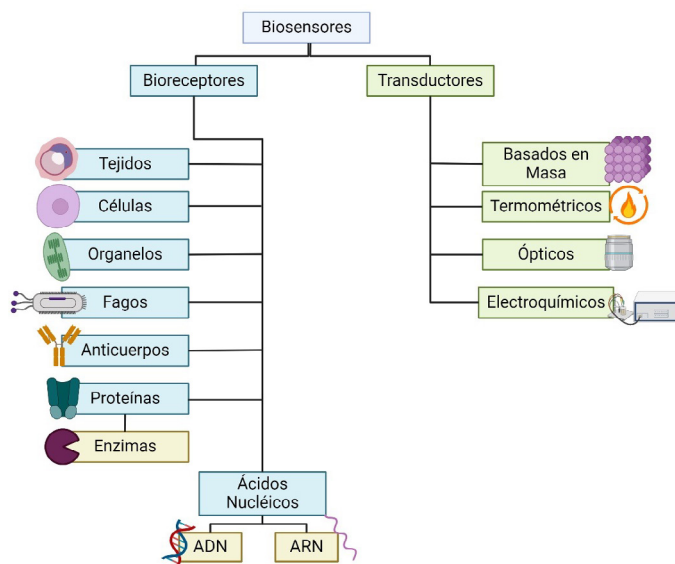 Biosensores
Bioreceptores
Transductores
Tejidos
Células
Organelos
Fagos
Anticuerpos
Proteínas
Enzimas
Ácidos
Nucléicos
ADN
ARN
Basados en
Masa
Termométricos
Ópticos
Electroquímicos